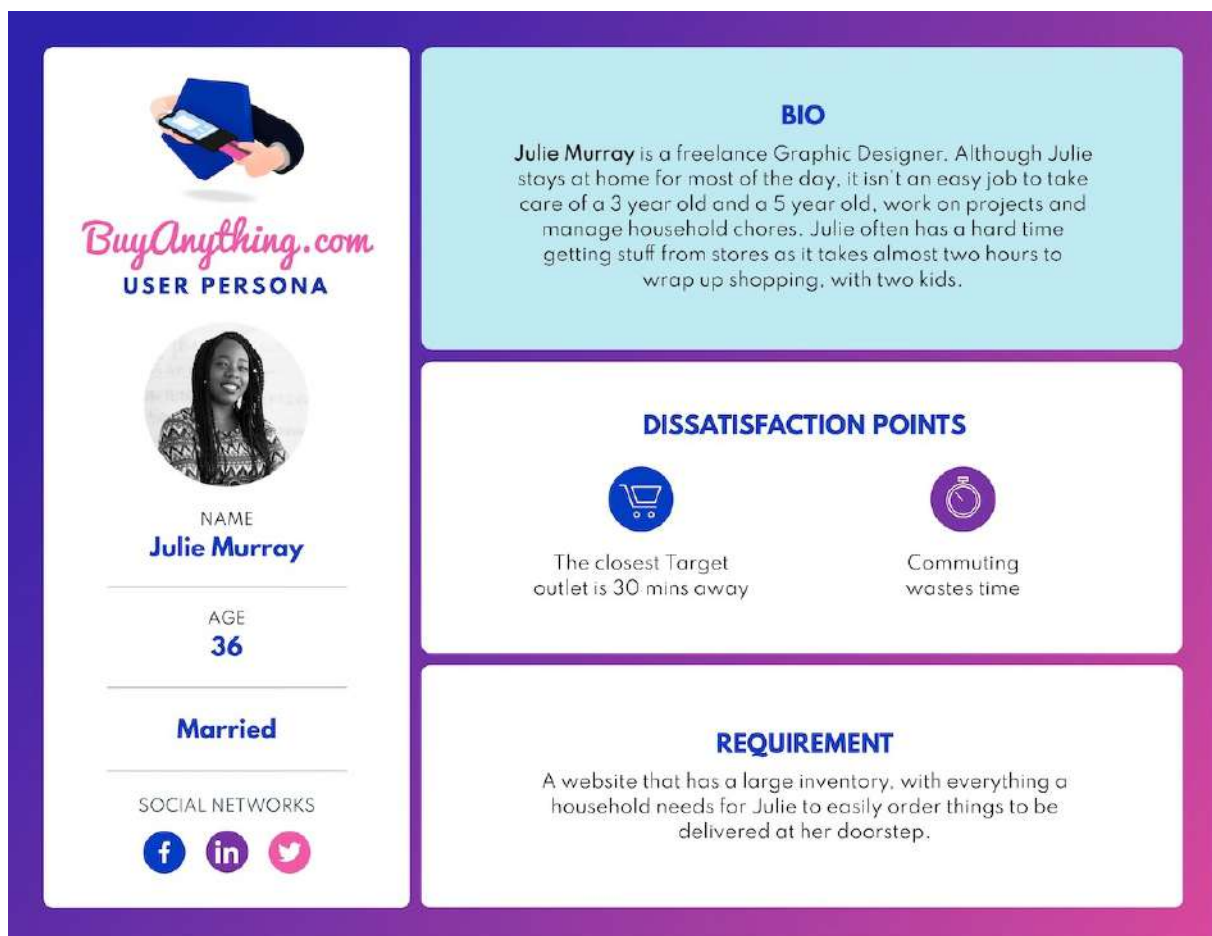 BuyAnything.com
USER PERSONA
NAME
Julie Murray
AGE
36
Married
SOCIAL NETWORKS
f in
BIO
Julie Murray is a freelance Graphic Designer. Although Julie
stays at home for most of the day, it isn't an easy job to take
care of a 3 year old and a 5 year old, work on projects and
manage household chores. Julie often has a hard time
getting stuff from stores as it takes almost two hours to
wrap up shopping, with two kids.
DISSATISFACTION POINTS
The closest Target
outlet is 30 mins away
Commuting
wastes time
REQUIREMENT
A website that has a large inventory, with everything a
household needs for Julie to easily order things to be
delivered at her doorstep.